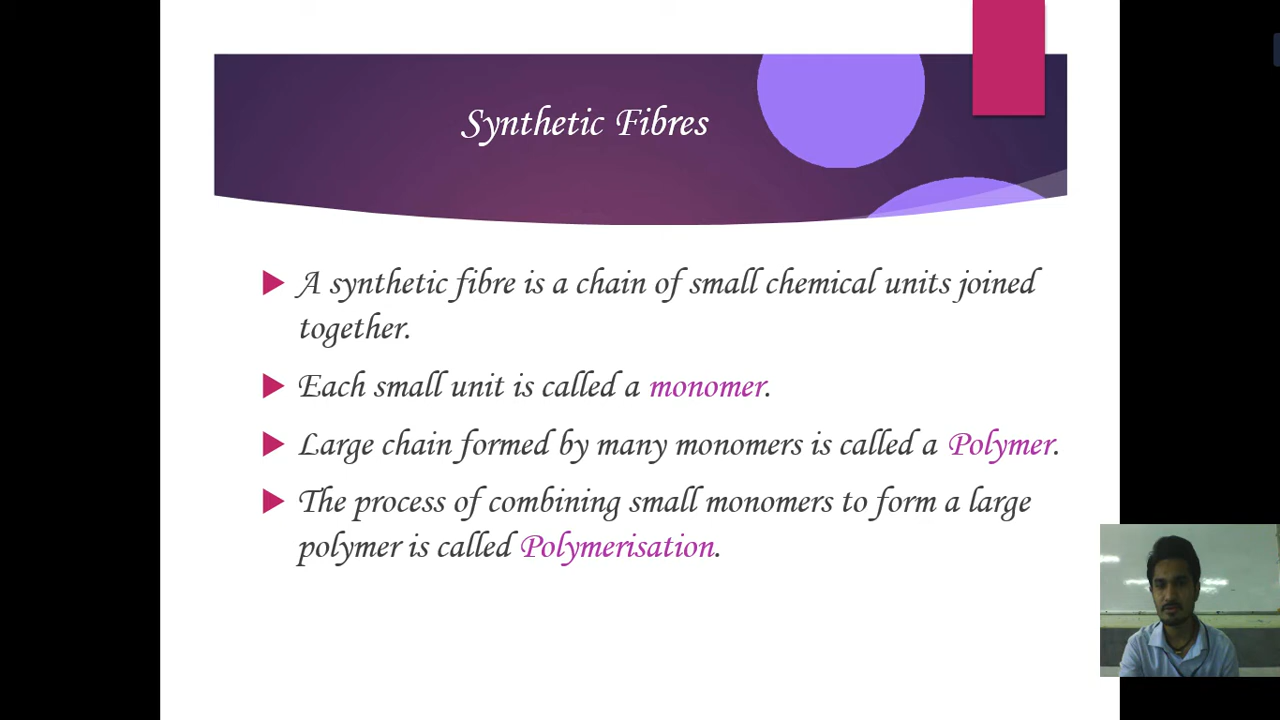 Synthetic Fibres
A synthetic fibre is a chain of small chemical units joined
together.
Each small unit is called a monomer.
Large chain formed by many monomers is called a Polymer.
The process of combining small monomers to form a large
polymer is called Polymerisation.